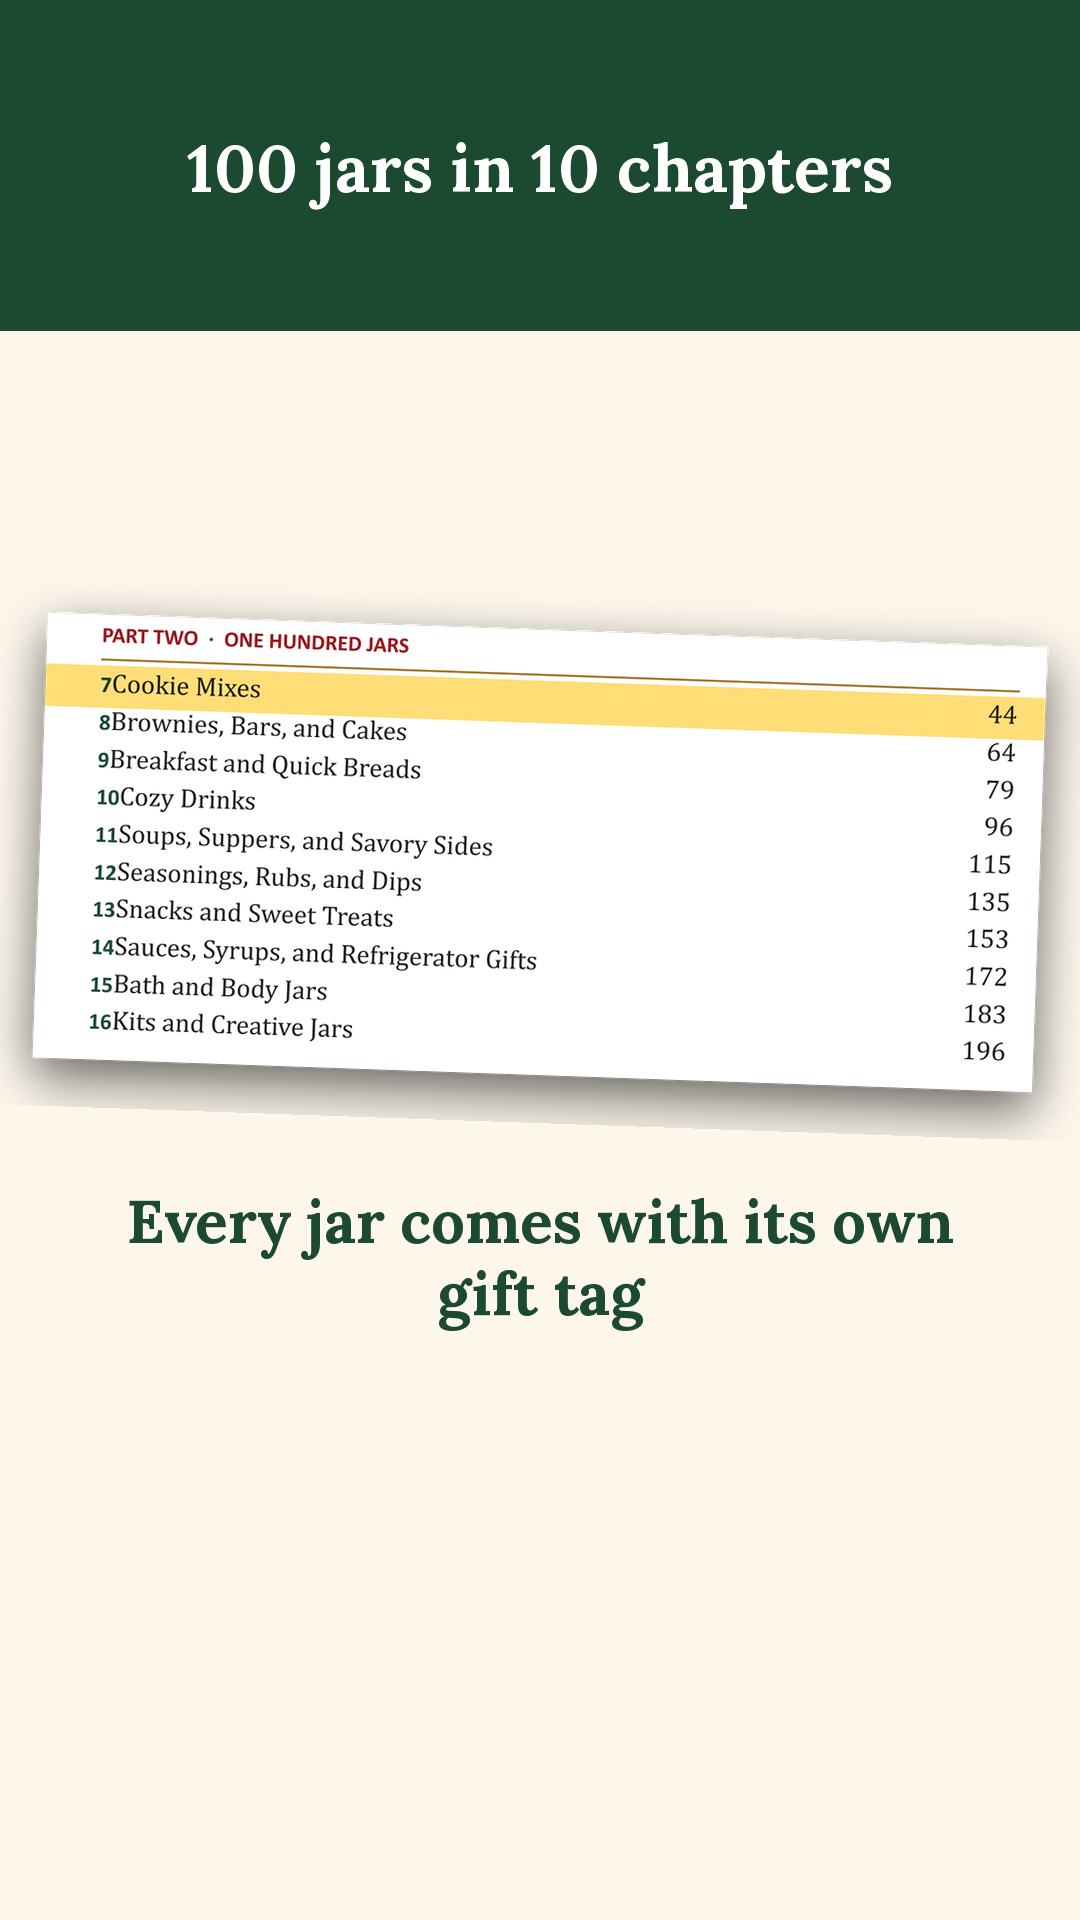 100 jars in 10 chapters
PART TWO · ONE HUNDRED JARS
7Cookie Mixes 44
8Brownies, Bars, and Cakes 64
9Breakfast and Quick Breads 79
10Cozy Drinks 96
11Soups, Suppers, and Savory Sides 115
12Seasonings, Rubs, and Dips 135
13Snacks and Sweet Treats 153
14Sauces, Syrups, and Refrigerator Gifts 172
15Bath and Body Jars 183
16Kits and Creative Jars 196
Every jar comes with its own
gift tag